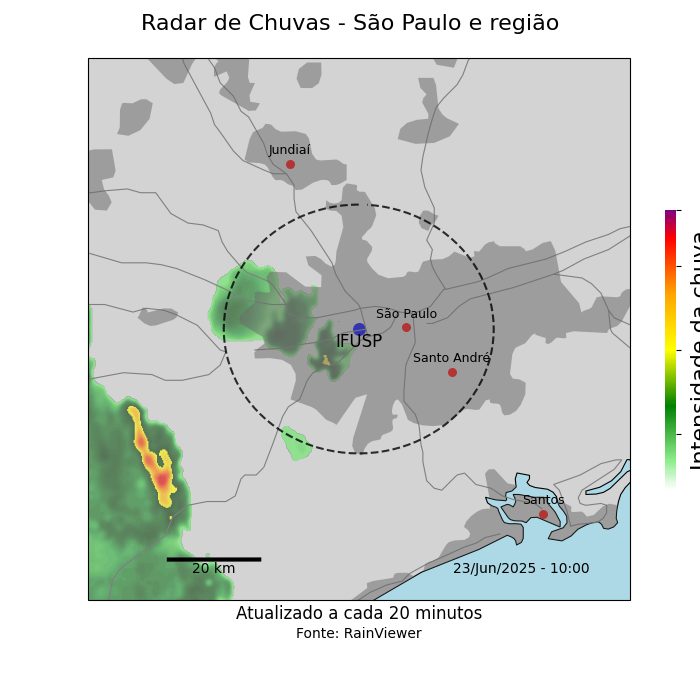 Radar de Chuvas - São Paulo e região
Jundiaí
São Paulo
IFUSP
Santo André
Santos
20 km
23/Jun/2025 - 10:00
Intensidade da chuva
Atualizado a cada 20 minutos
Fonte: RainViewer